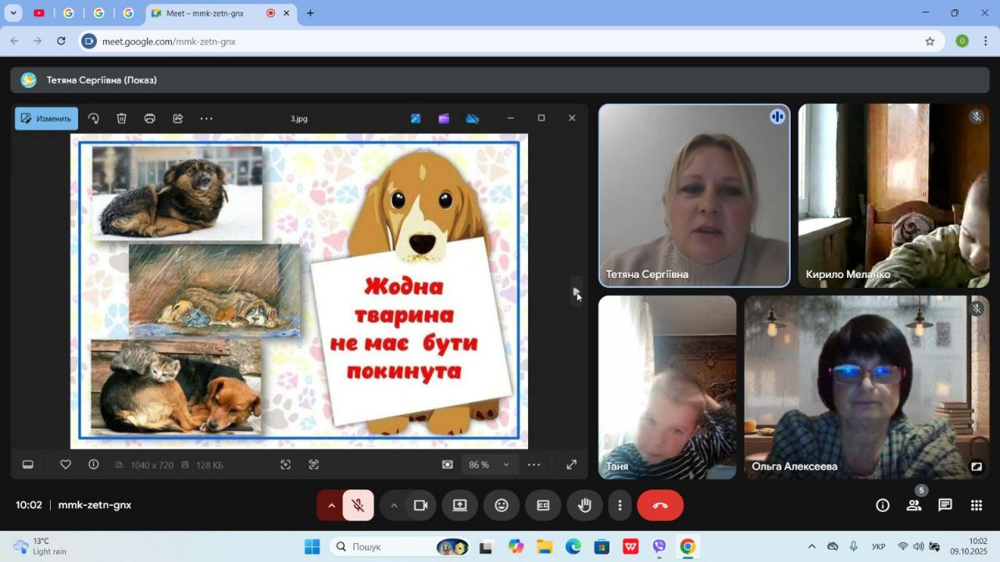 Meet – mmk-zetn-gnx
meet.google.com/mmk-zetn-gnx
O
Тетяна Сергіївна (Показ)
Изменить
3.jpg
Жодна
тварина
не має бути
покинута
1040 x 720
128 КБ
86 %
Тетяна Сергіївна
Кирило Меланко
Таня
Ольга Алексеева
10:02 | mmk-zetn-gnx
5
13°C
Light rain
Пошук
УКР
10:02
09.10.2025